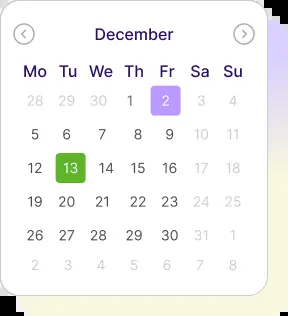 December
Mo Tu We Th Fr Sa Su
28 29 30 1 2 3 4
5 6 7 8 9 10 11
12 13 14 15 16 17 18
19 20 21 22 23 24 25
26 27 28 29 30 31 1
2 3 4 5 6 7 8